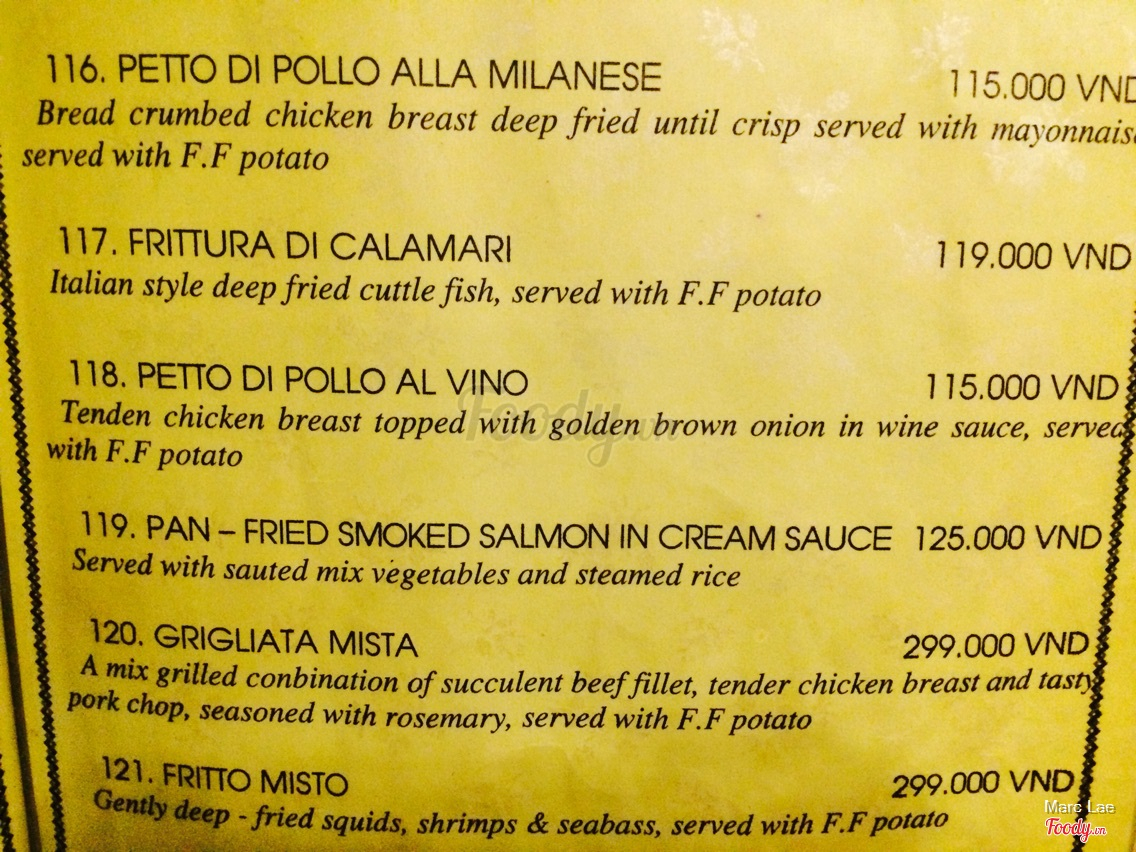 116. PETTO DI POLLO ALLA MILANESE 115.000 VND
Bread crumbed chicken breast deep fried until crisp served with mayonnaise
served with F.F potato
117. FRITTURA DI CALAMARI 119.000 VND
Italian style deep fried cuttle fish, served with F.F potato
118. PETTO DI POLLO AL VINO 115.000 VND
Tenden chicken breast topped with golden brown onion in wine sauce, served
with F.F potato
119. PAN – FRIED SMOKED SALMON IN CREAM SAUCE 125.000 VND
Served with sauted mix vegetables and steamed rice
120. GRIGLIATA MISTA 299.000 VND
A mix grilled conbination of succulent beef fillet, tender chicken breast and tasty
pork chop, seasoned with rosemary, served with F.F potato
121. FRITTO MISTO 299.000 VND
Gently deep - fried squids, shrimps & seabass, served with F.F potato
Foody.vn
Marc Lae
Foody.vn